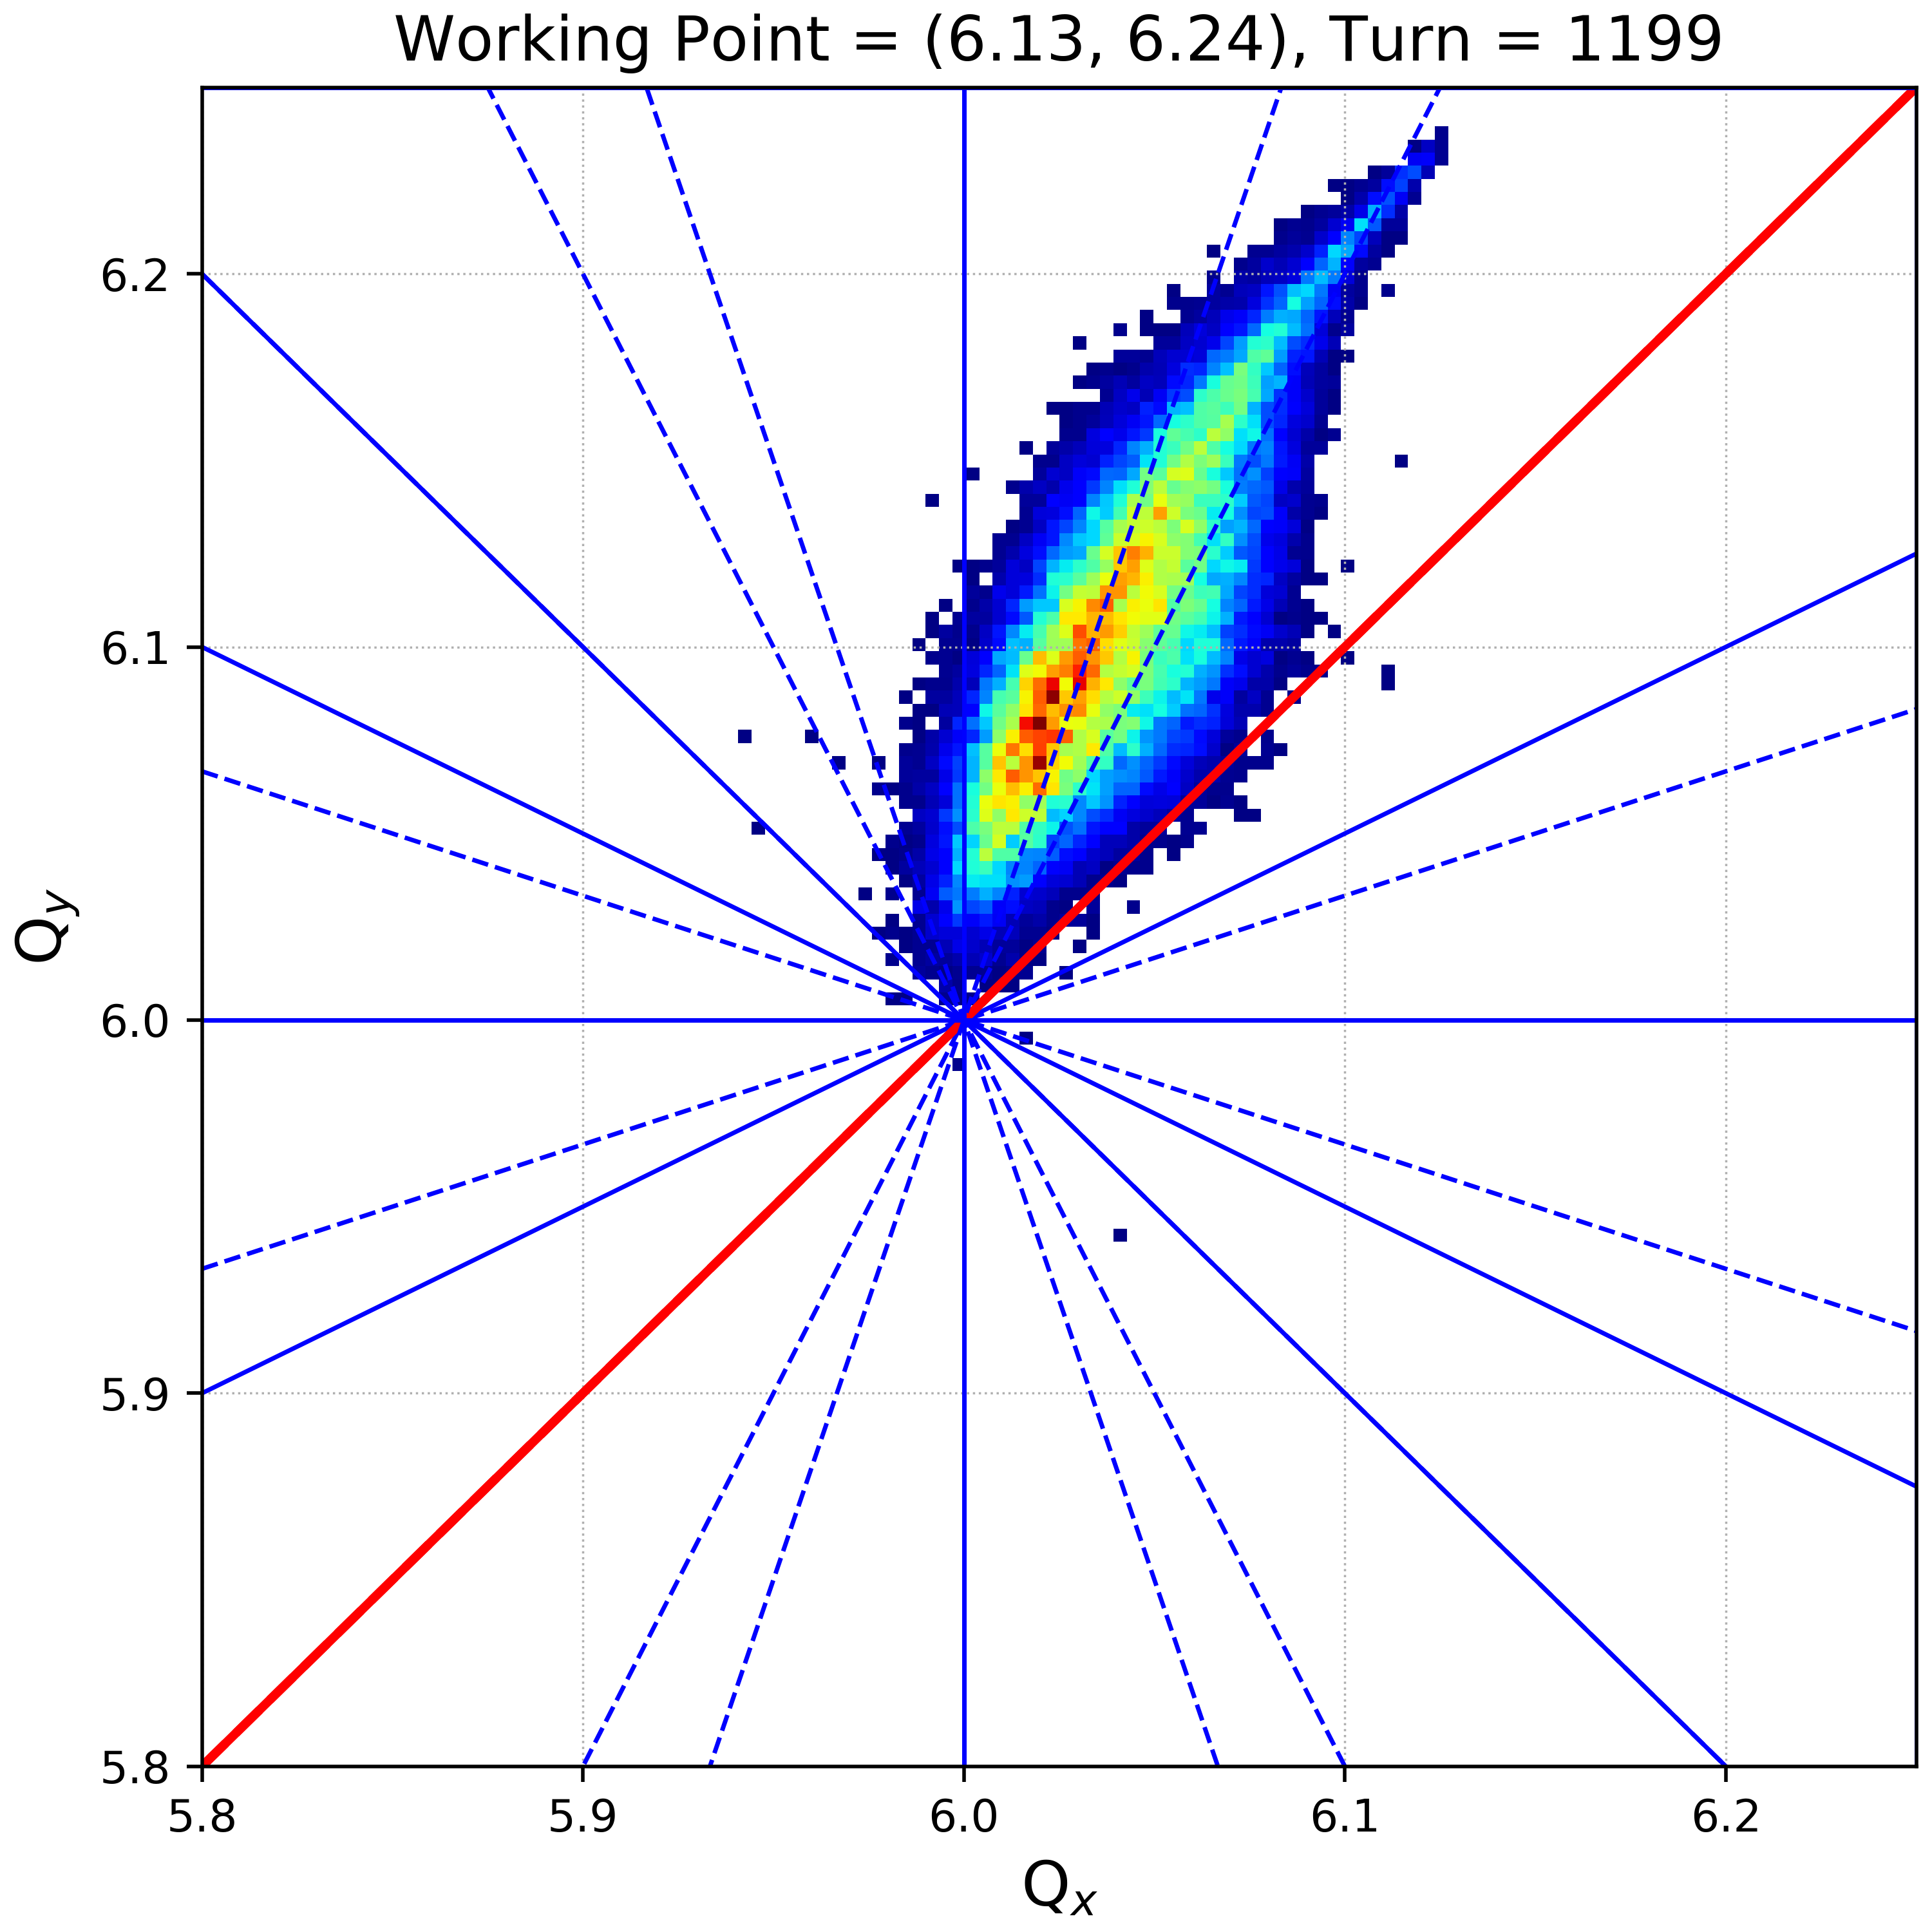 Working Point = (6.13, 6.24), Turn = 1199
6.2
6.1
6.0
5.9
5.8
Qy
5.8 5.9 6.0 6.1 6.2
Qx